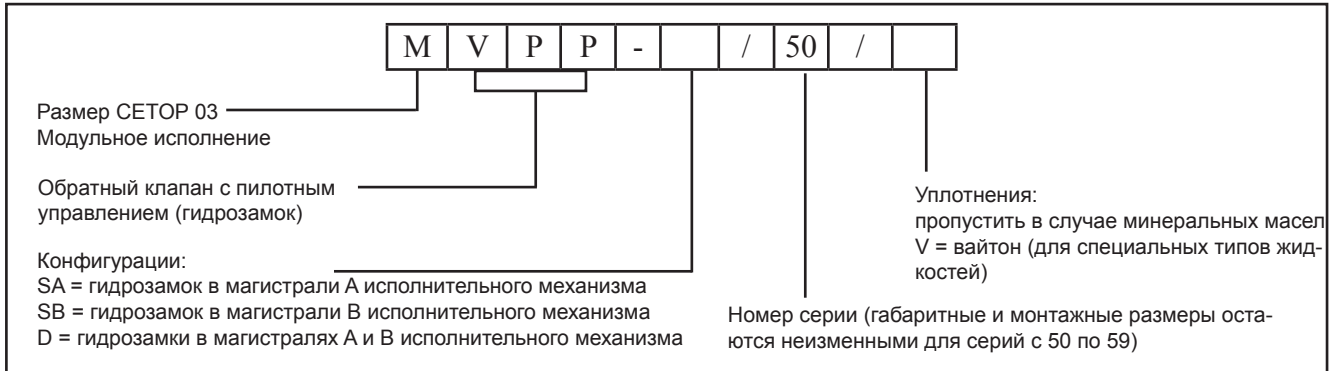 M V P P - / 50 /
Размер CETOP 03
Модульное исполнение
Обратный клапан с пилотным
управлением (гидрозамок)
Конфигурации:
SA = гидрозамок в магистрали A исполнительного механизма
SB = гидрозамок в магистрали B исполнительного механизма
D = гидрозамки в магистралях A и B исполнительного механизма
Уплотнения:
пропустить в случае минеральных масел
V = вайтон (для специальных типов жид-
костей)
Номер серии (габаритные и монтажные размеры оста-
ются неизменными для серий с 50 по 59)